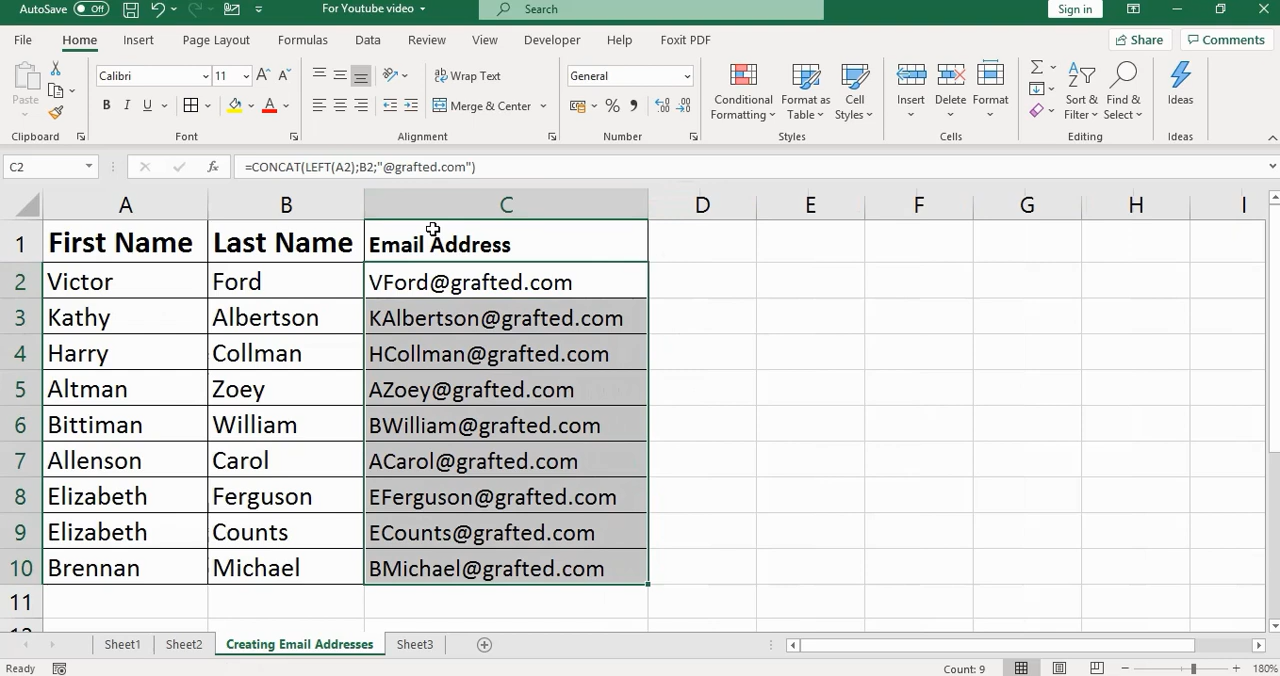 AutoSave Off For Youtube video Search Sign in
File Home Insert Page Layout Formulas Data Review View Developer Help Foxit PDF Share Comments
Calibri 11 Wrap Text General
Paste B I U A Merge & Center % Conditional Formatting Format as Table Cell Styles Insert Delete Format Sort & Filter Find & Select Ideas
Clipboard Font Alignment Number Styles Cells Editing Ideas
C2 fx =CONCAT(LEFT(A2);B2;"@grafted.com")
A B C D E F G H I
1 First Name Last Name Email Address
2 Victor Ford VFord@grafted.com
3 Kathy Albertson KAlbertson@grafted.com
4 Harry Collman HCollman@grafted.com
5 Altman Zoey AZoey@grafted.com
6 Bittiman William BWilliam@grafted.com
7 Allenson Carol ACarol@grafted.com
8 Elizabeth Ferguson EFerguson@grafted.com
9 Elizabeth Counts ECounts@grafted.com
10 Brennan Michael BMichael@grafted.com
11
Sheet1 Sheet2 Creating Email Addresses Sheet3
Ready Count: 9 180%